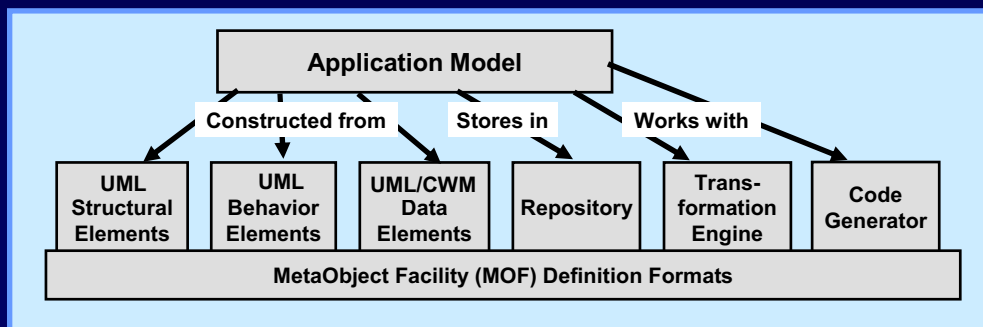 Application Model
Constructed from
Stores in
Works with
UML
Structural
Elements
UML
Behavior
Elements
UML/CWM
Data
Elements
Repository
Trans-
formation
Engine
Code
Generator
MetaObject Facility (MOF) Definition Formats